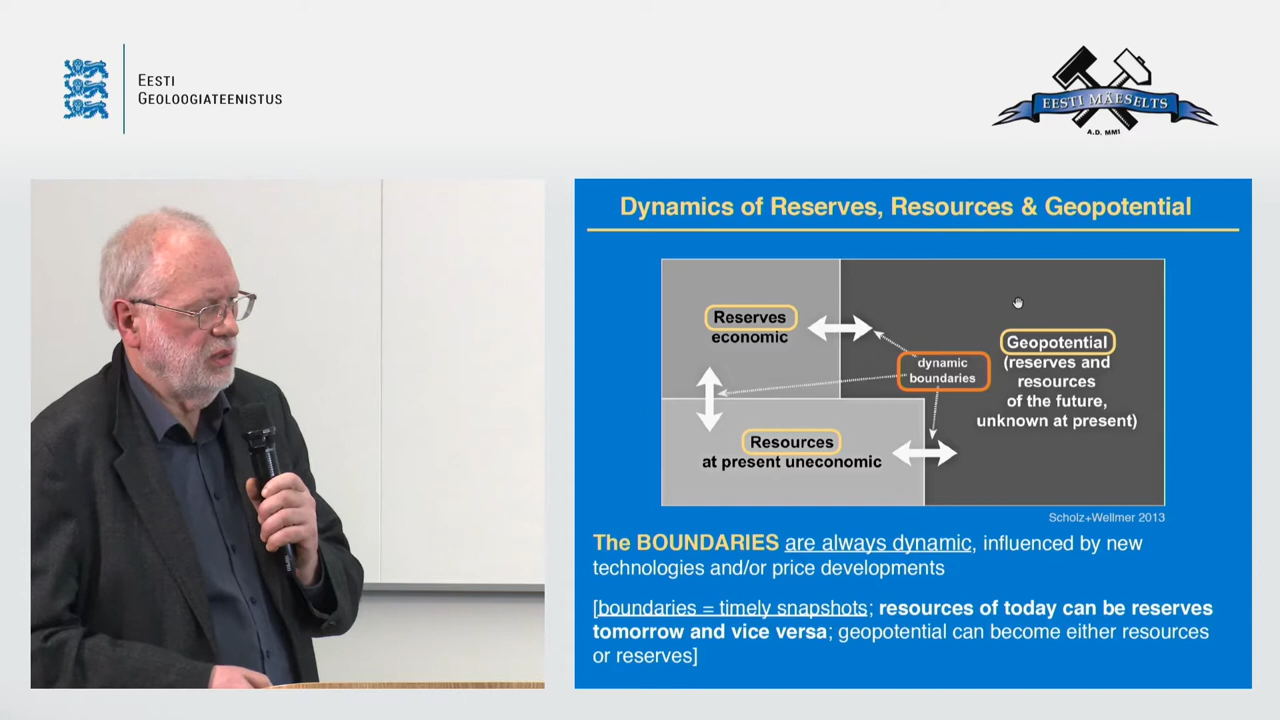 EESTI
GEOLOOGIATEENISTUS
EESTI MÄESELTS
A.D. MMI
Dynamics of Reserves, Resources & Geopotential
Reserves
economic
dynamic
boundaries
Geopotential
(reserves and
resources
of the future,
unknown at present)
Resources
at present uneconomic
Scholz+Wellmer 2013
The BOUNDARIES are always dynamic, influenced by new
technologies and/or price developments
[boundaries = timely snapshots; resources of today can be reserves
tomorrow and vice versa; geopotential can become either resources
or reserves]